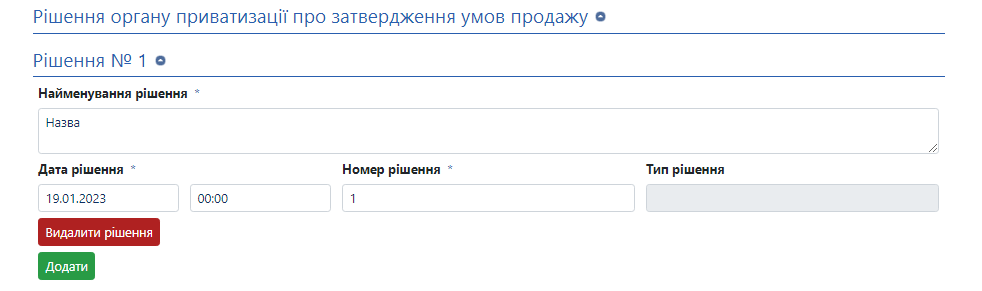 Рішення органу приватизації про затвердження умов продажу
Рішення № 1
Найменування рішення *
Назва
Дата рішення * Номер рішення * Тип рішення
19.01.2023 00:00 1
Видалити рішення
Додати